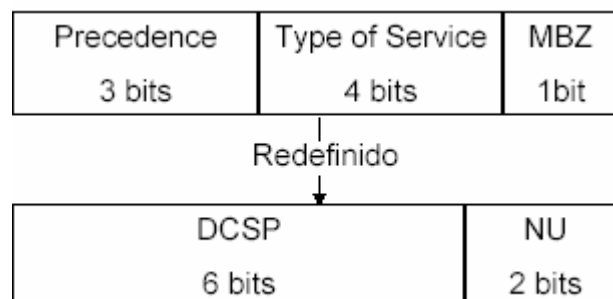 Precedence Type of Service MBZ
3 bits 4 bits 1bit
Redefinido
DCSP NU
6 bits 2 bits